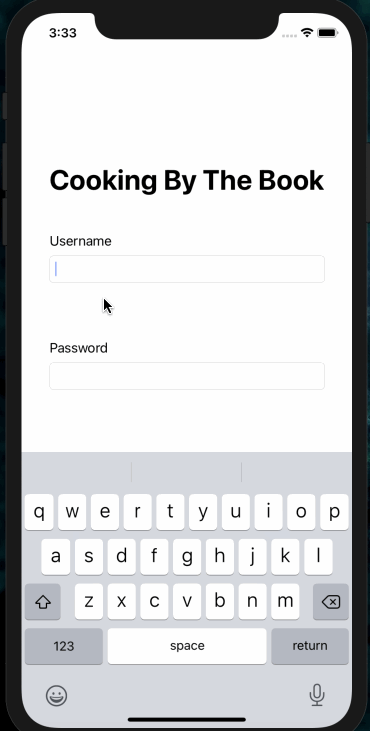 3:33
Cooking By The Book
Username
Password
q w e r t y u i o p
a s d f g h j k l
z x c v b n m
123 space return